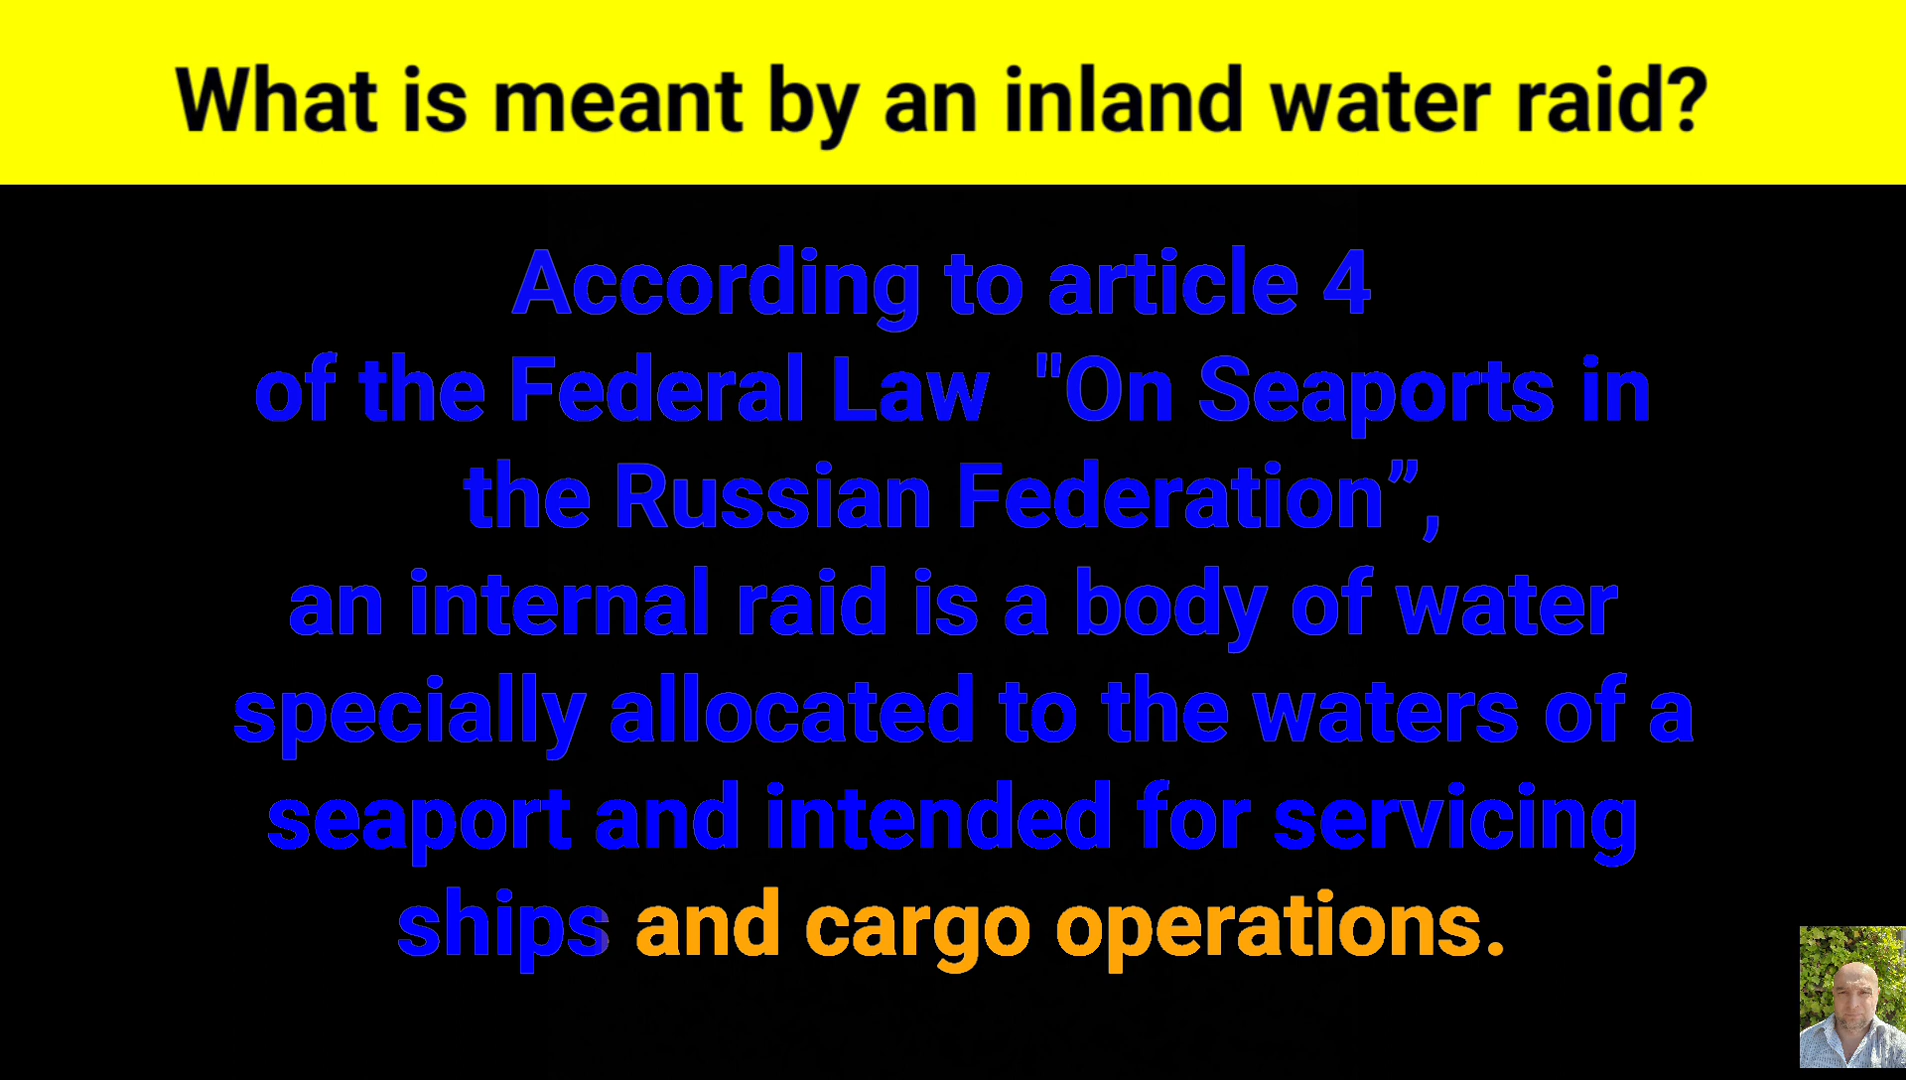 What is meant by an inland water raid?
According to article 4
of the Federal Law  "On Seaports in
the Russian Federation”,
an internal raid is a body of water
specially allocated to the waters of a
seaport and intended for servicing
ships and cargo operations.